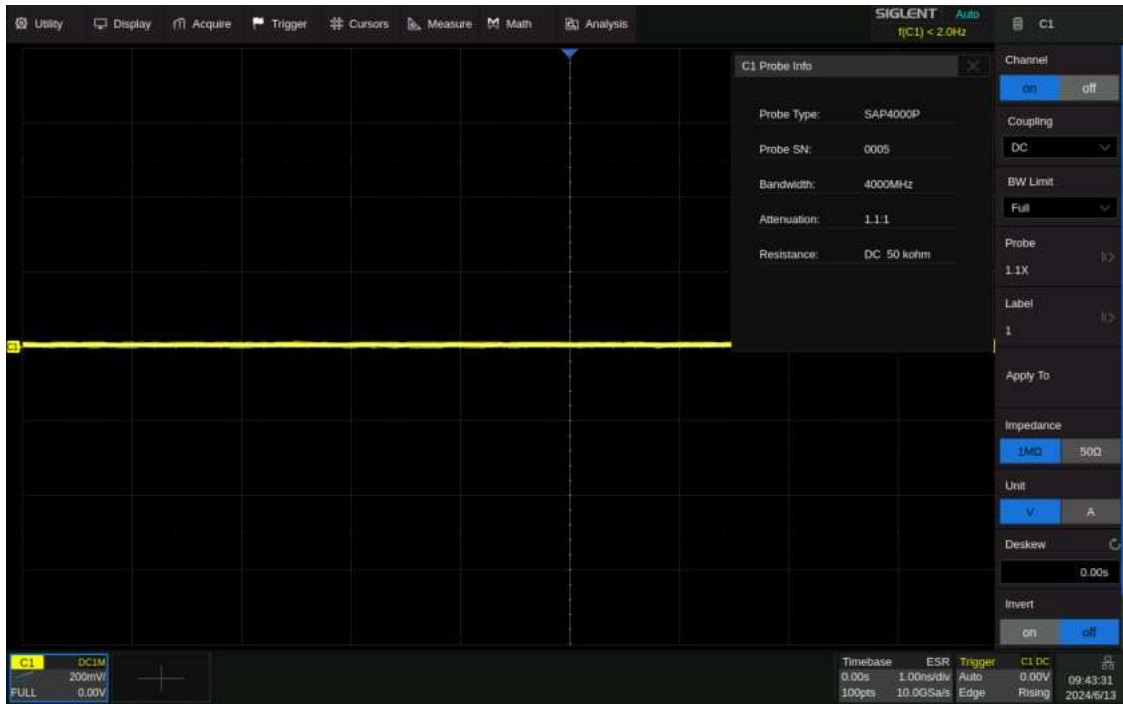 Utility Display Acquire Trigger Cursors Measure Math Analysis
SIGLENT Auto
f(C1) < 2.0Hz
C1
C1 Probe Info
Probe Type: SAP4000P
Probe SN: 0005
Bandwidth: 4000MHz
Attenuation: 1.1:1
Resistance: DC 50 kohm
Channel
on off
Coupling
DC
BW Limit
Full
Probe
1.1X
Label
1
Apply To
Impedance
1MΩ 50Ω
Unit
V A
Deskew
0.00s
Invert
on off
C1
C1 DC1M
200mV/
FULL 0.00V
Timebase ESR
0.00s 1.00ns/div
100pts 10.0GSa/s
Trigger C1 DC
Auto 0.00V
Edge Rising
09:43:31
2024/6/13